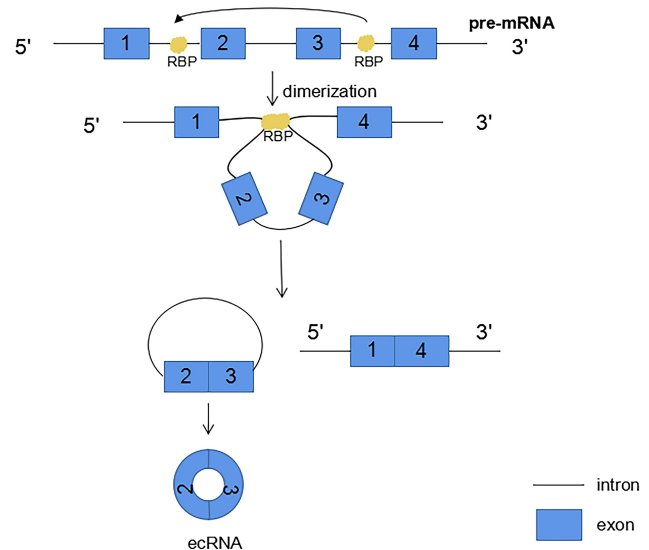 pre-mRNA
5' 1 2 3 4 3'
RBP RBP
dimerization
5' 1 4 3'
RBP
2 3
5' 3'
1 4
2 3
2 3
intron
exon
ecRNA